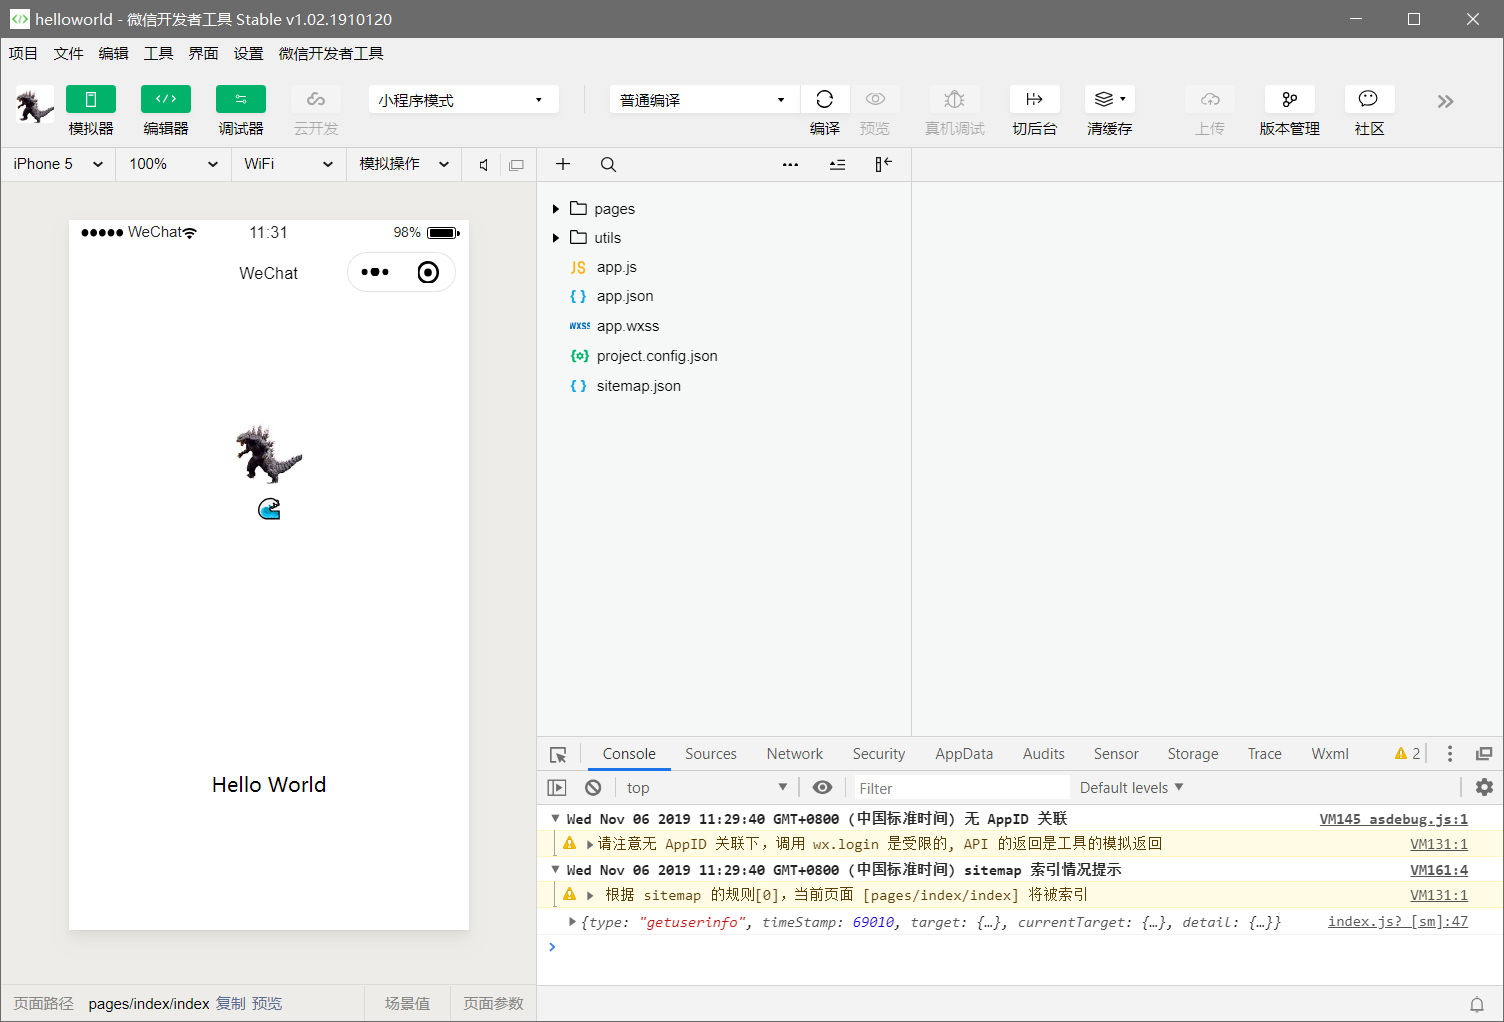 helloworld - 微信开发者工具 Stable v1.02.1910120
项目 文件 编辑 工具 界面 设置 微信开发者工具
小程序模式 普通编译
模拟器 编辑器 调试器 云开发 编译 预览 真机调试 切后台 清缓存 上传 版本管理 社区
iPhone 5 100% WiFi 模拟操作
WeChat 11:31 98%
WeChat
Hello World
pages
utils
JS app.js
{ } app.json
WXSS app.wxss
project.config.json
{ } sitemap.json
Console Sources Network Security AppData Audits Sensor Storage Trace Wxml 2
top Filter Default levels
Wed Nov 06 2019 11:29:40 GMT+0800 (中国标准时间) 无 AppID 关联 VM145 asdebug.js:1
请注意无 AppID 关联下，调用 wx.login 是受限的, API 的返回是工具的模拟返回 VM131:1
Wed Nov 06 2019 11:29:40 GMT+0800 (中国标准时间) sitemap 索引情况提示 VM161:4
根据 sitemap 的规则[0]，当前页面 [pages/index/index] 将被索引 VM131:1
{type: "getuserinfo", timeStamp: 69010, target: {…}, currentTarget: {…}, detail: {…}} index.js? [sm]:47
页面路径 pages/index/index 复制 预览 场景值 页面参数